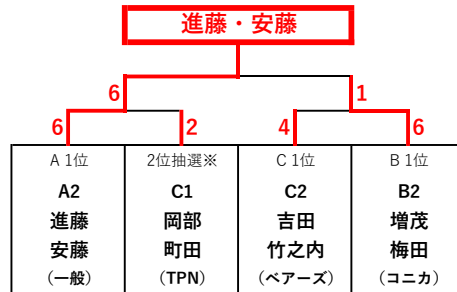 進藤・安藤
6 1
6 2 4 6
A 1位 2位抽選※ C 1位 B 1位
A2 C1 C2 B2
進藤 岡部 吉田 増茂
安藤 町田 竹之内 梅田
（一般） （TPN） （ベアーズ） （コニカ）